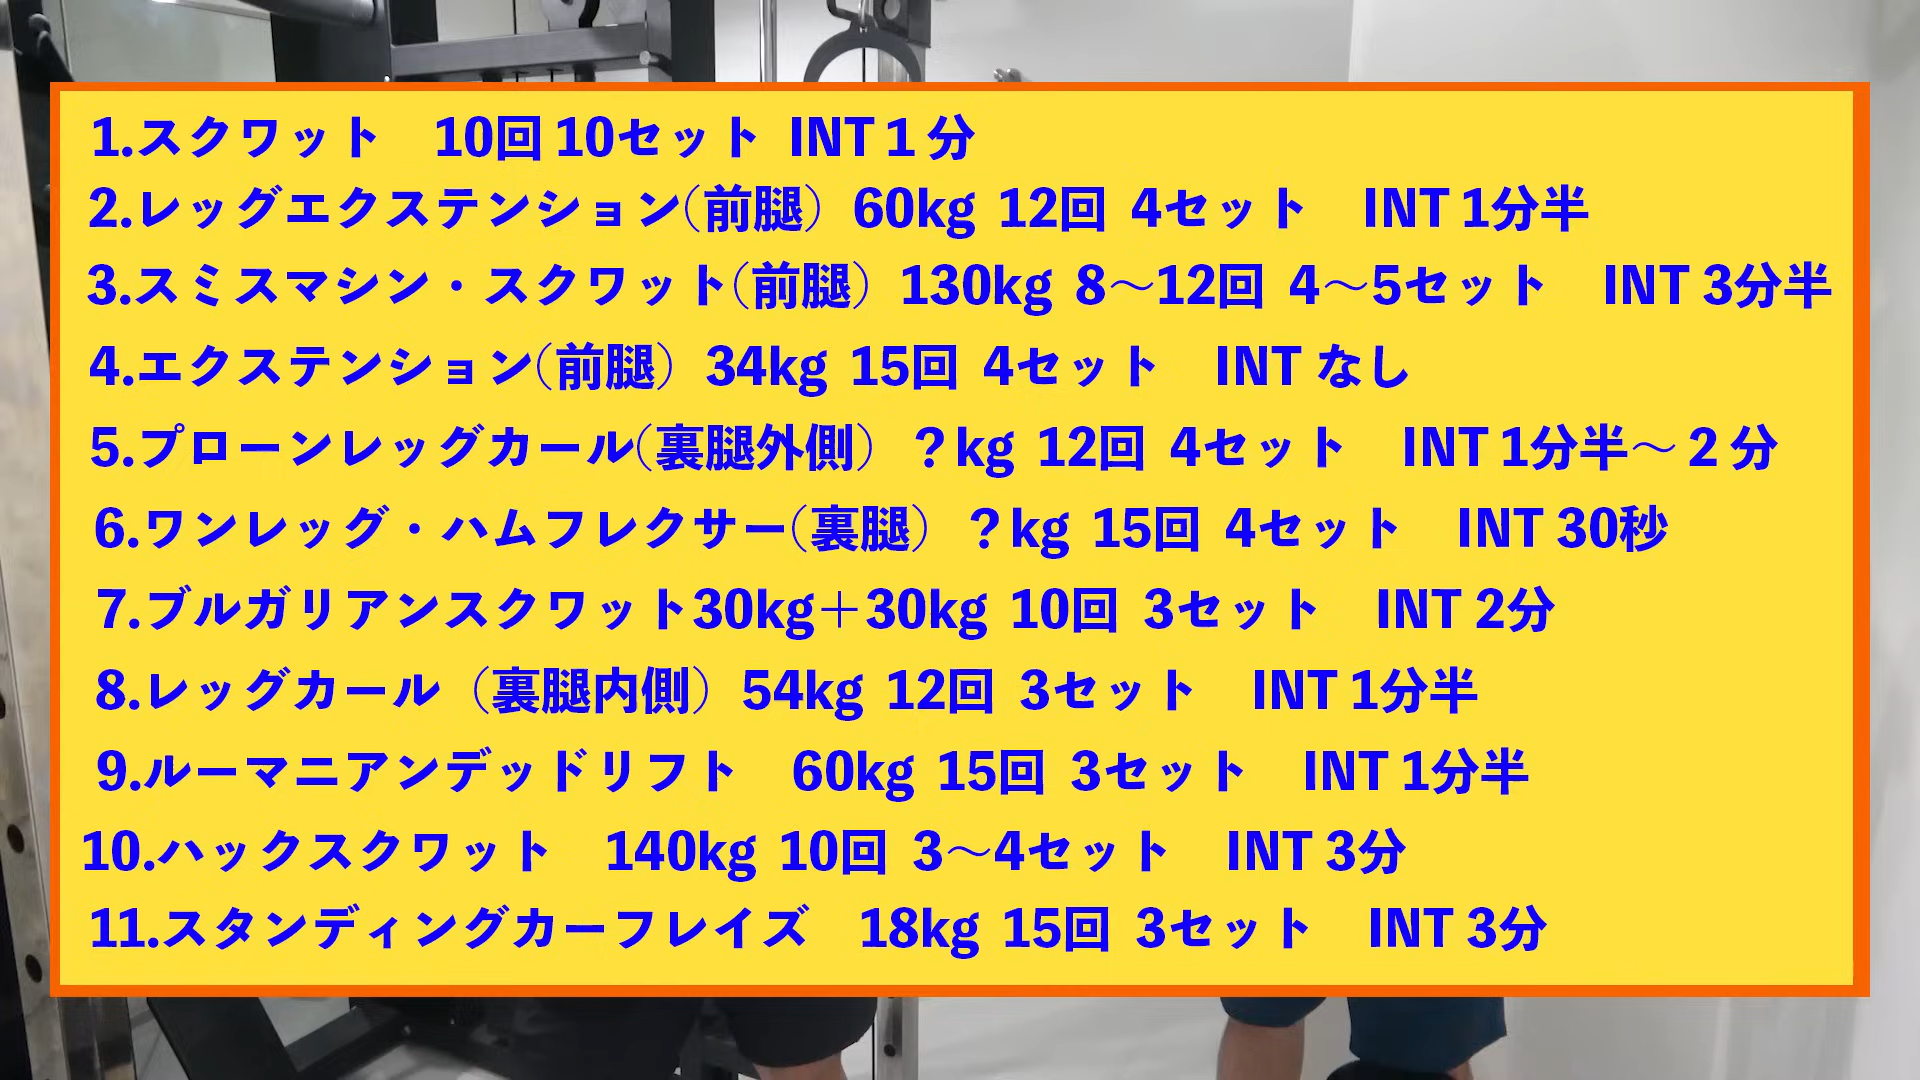 1.スクワット　10回 10セット INT１分
2.レッグエクステンション(前腿）60kg 12回 4セット　INT 1分半
3.スミスマシン・スクワット(前腿）130kg 8～12回 4～5セット　INT 3分半
4.エクステンション(前腿）34kg 15回 4セット　INT なし
5.プローンレッグカール(裏腿外側）？kg 12回 4セット　INT 1分半～２分
6.ワンレッグ・ハムフレクサー(裏腿）？kg 15回 4セット　INT 30秒
7.ブルガリアンスクワット30kg＋30kg 10回 3セット　INT 2分
8.レッグカール（裏腿内側）54kg 12回 3セット　INT 1分半
9.ルーマニアンデッドリフト　60kg 15回 3セット　INT 1分半
10.ハックスクワット　140kg 10回 3～4セット　INT 3分
11.スタンディングカーフレイズ　18kg 15回 3セット　INT 3分